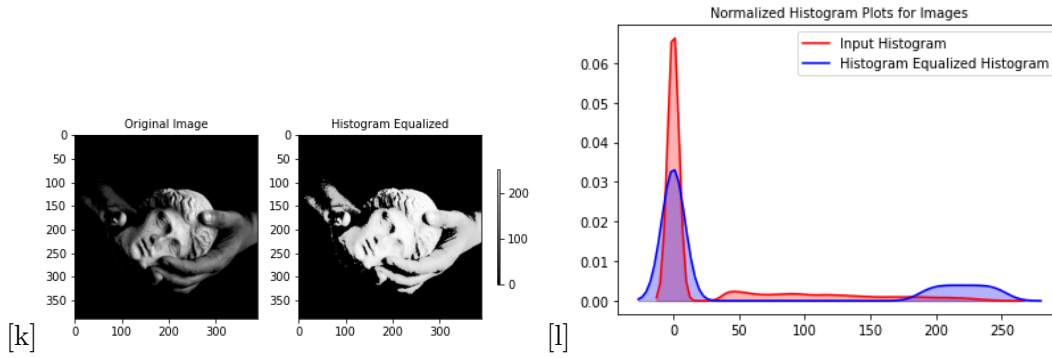 Original Image
Histogram Equalized
0
50
100
150
200
250
300
350
0
50
100
150
200
250
300
350
200
100
0
0 100 200 300
0 100 200 300
[k]
Normalized Histogram Plots for Images
Input Histogram
Histogram Equalized Histogram
0.06
0.05
0.04
0.03
0.02
0.01
0.00
0 50 100 150 200 250
[l]